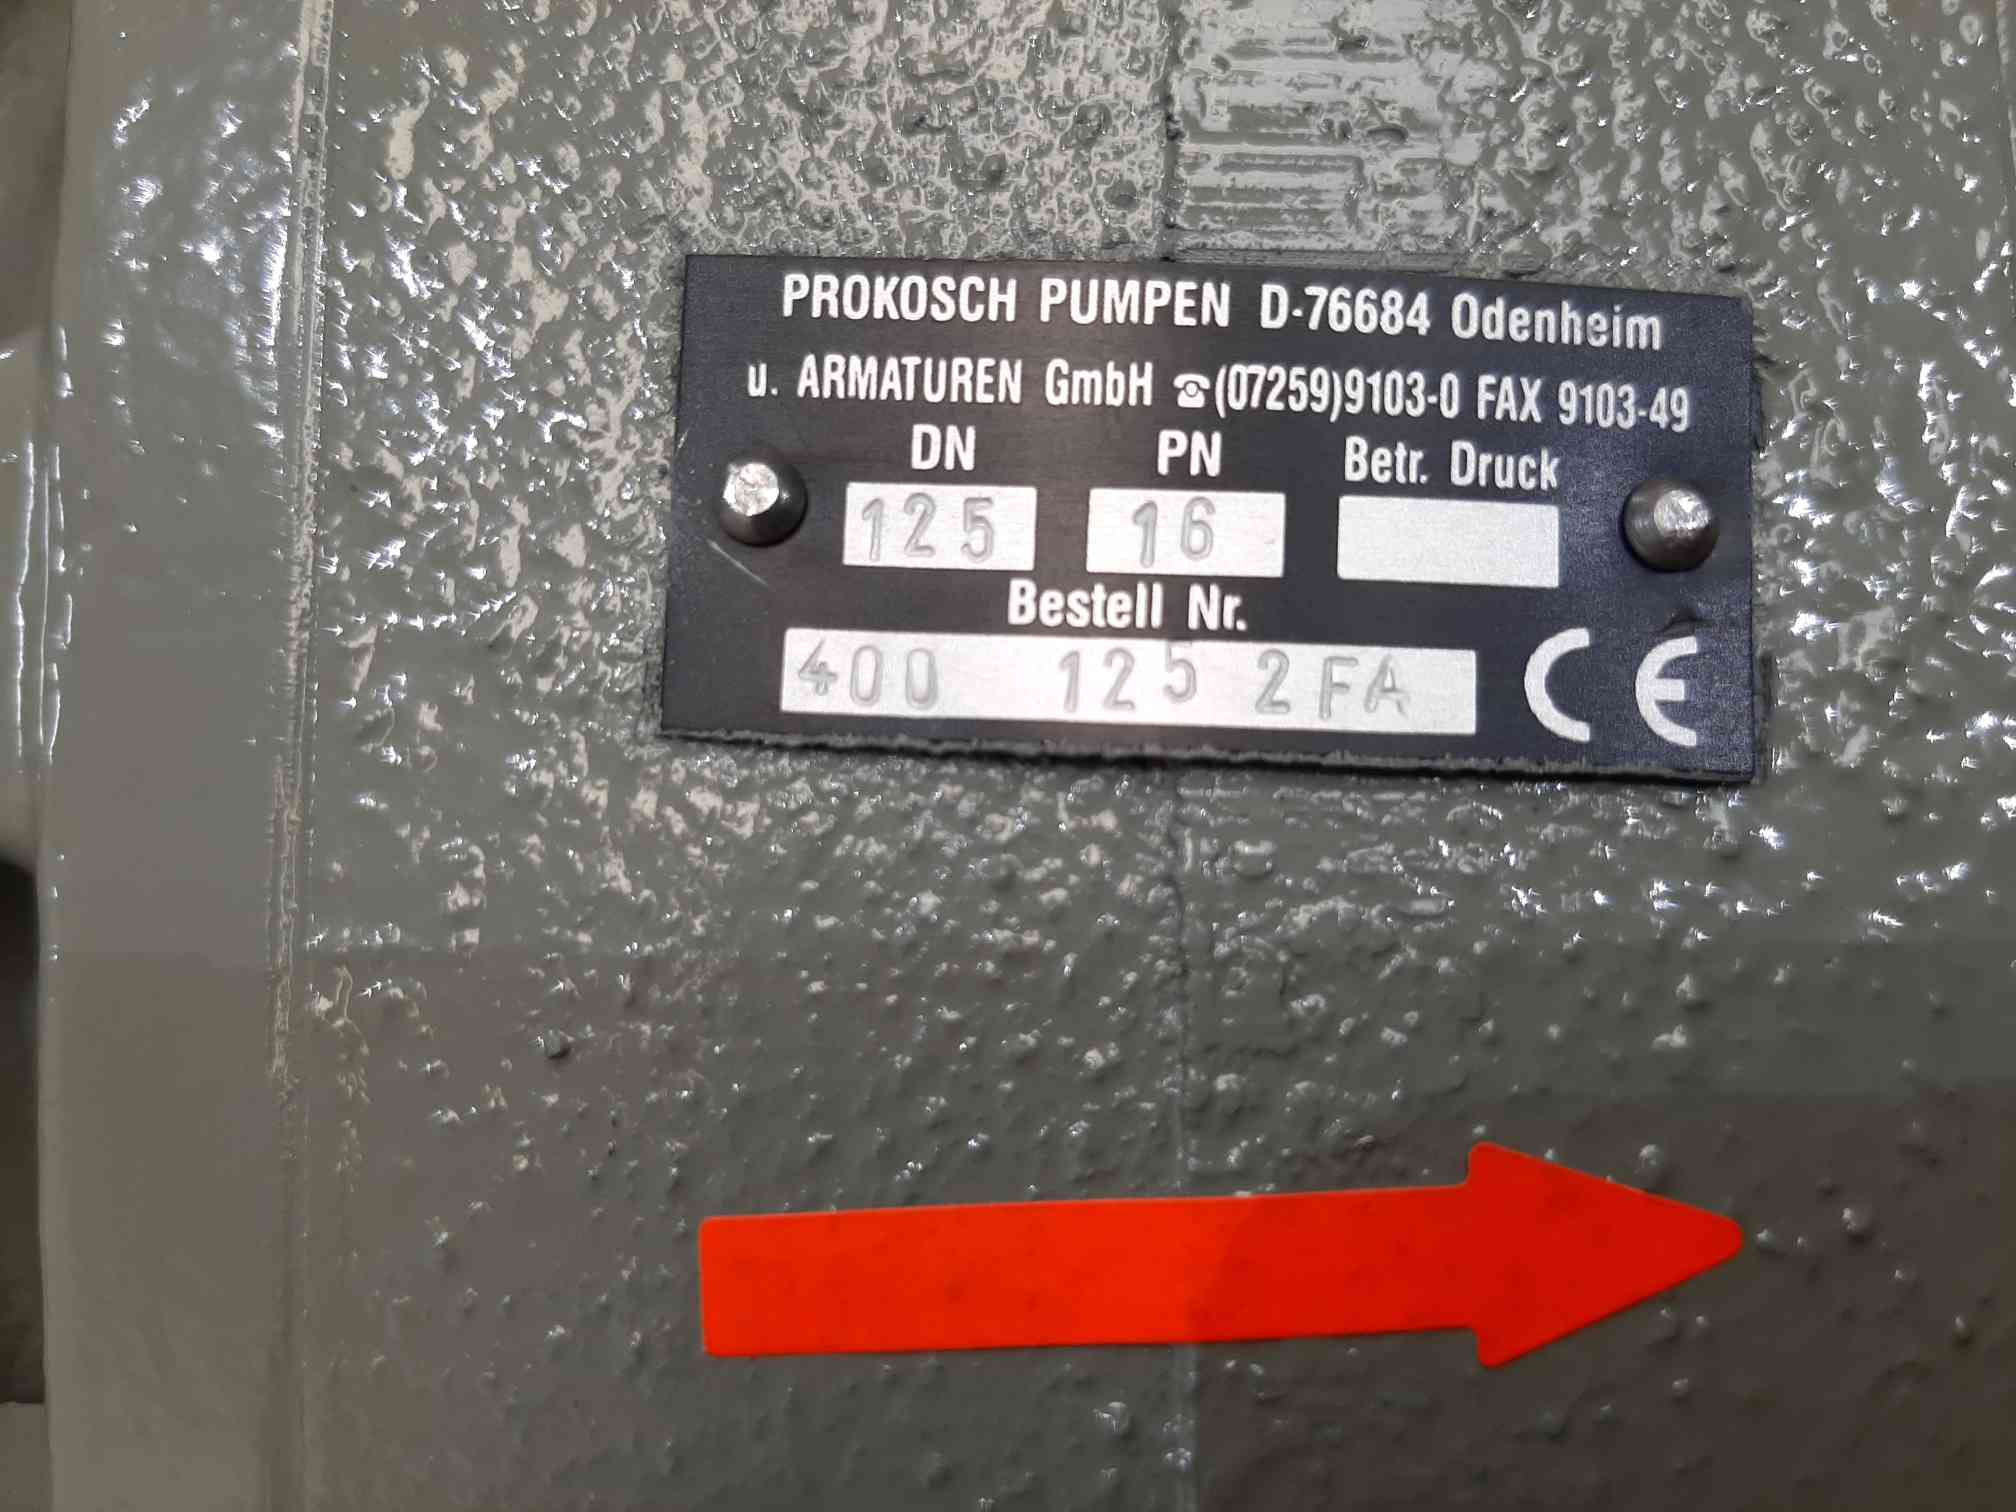 PROKOSCH PUMPEN D-76684 Odenheim
u. ARMATUREN GmbH ☎(07259)9103-0 FAX 9103-49
DN PN Betr. Druck
125 16
Bestell Nr.
400 125 2FA CE